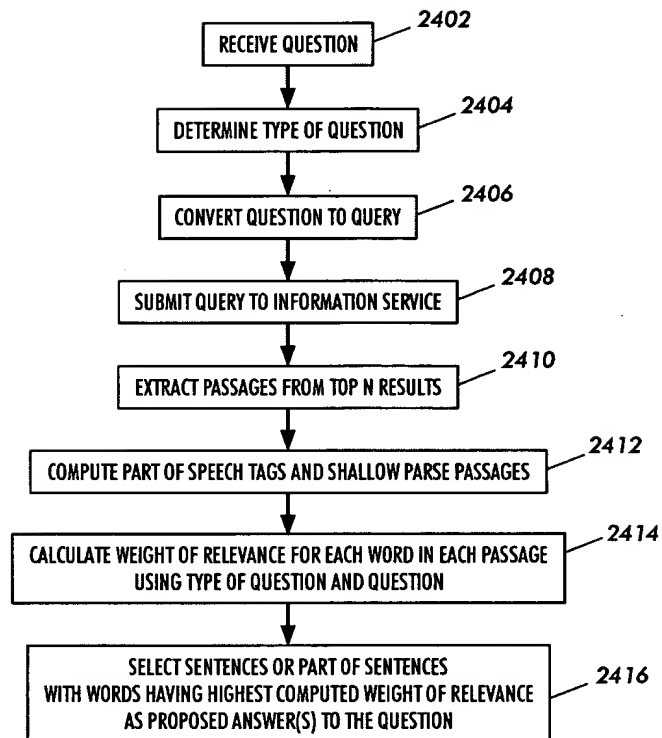 2402
RECEIVE QUESTION
2404
DETERMINE TYPE OF QUESTION
2406
CONVERT QUESTION TO QUERY
2408
SUBMIT QUERY TO INFORMATION SERVICE
2410
EXTRACT PASSAGES FROM TOP N RESULTS
2412
COMPUTE PART OF SPEECH TAGS AND SHALLOW PARSE PASSAGES
2414
CALCULATE WEIGHT OF RELEVANCE FOR EACH WORD IN EACH PASSAGE
USING TYPE OF QUESTION AND QUESTION
SELECT SENTENCES OR PART OF SENTENCES
2416
WITH WORDS HAVING HIGHEST COMPUTED WEIGHT OF RELEVANCE
AS PROPOSED ANSWER(S) TO THE QUESTION